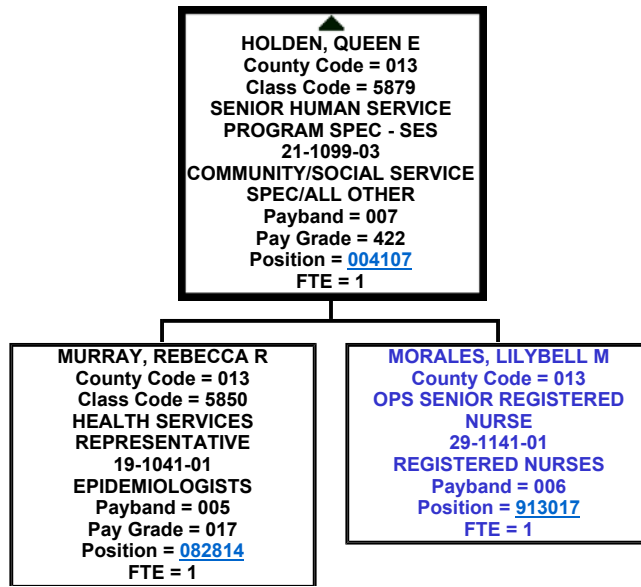 HOLDEN, QUEEN E
County Code = 013
Class Code = 5879
SENIOR HUMAN SERVICE
PROGRAM SPEC - SES
21-1099-03
COMMUNITY/SOCIAL SERVICE
SPEC/ALL OTHER
Payband = 007
Pay Grade = 422
Position = 004107
FTE = 1
MURRAY, REBECCA R
County Code = 013
Class Code = 5850
HEALTH SERVICES
REPRESENTATIVE
19-1041-01
EPIDEMIOLOGISTS
Payband = 005
Pay Grade = 017
Position = 082814
FTE = 1
MORALES, LILYBELL M
County Code = 013
OPS SENIOR REGISTERED
NURSE
29-1141-01
REGISTERED NURSES
Payband = 006
Position = 913017
FTE = 1